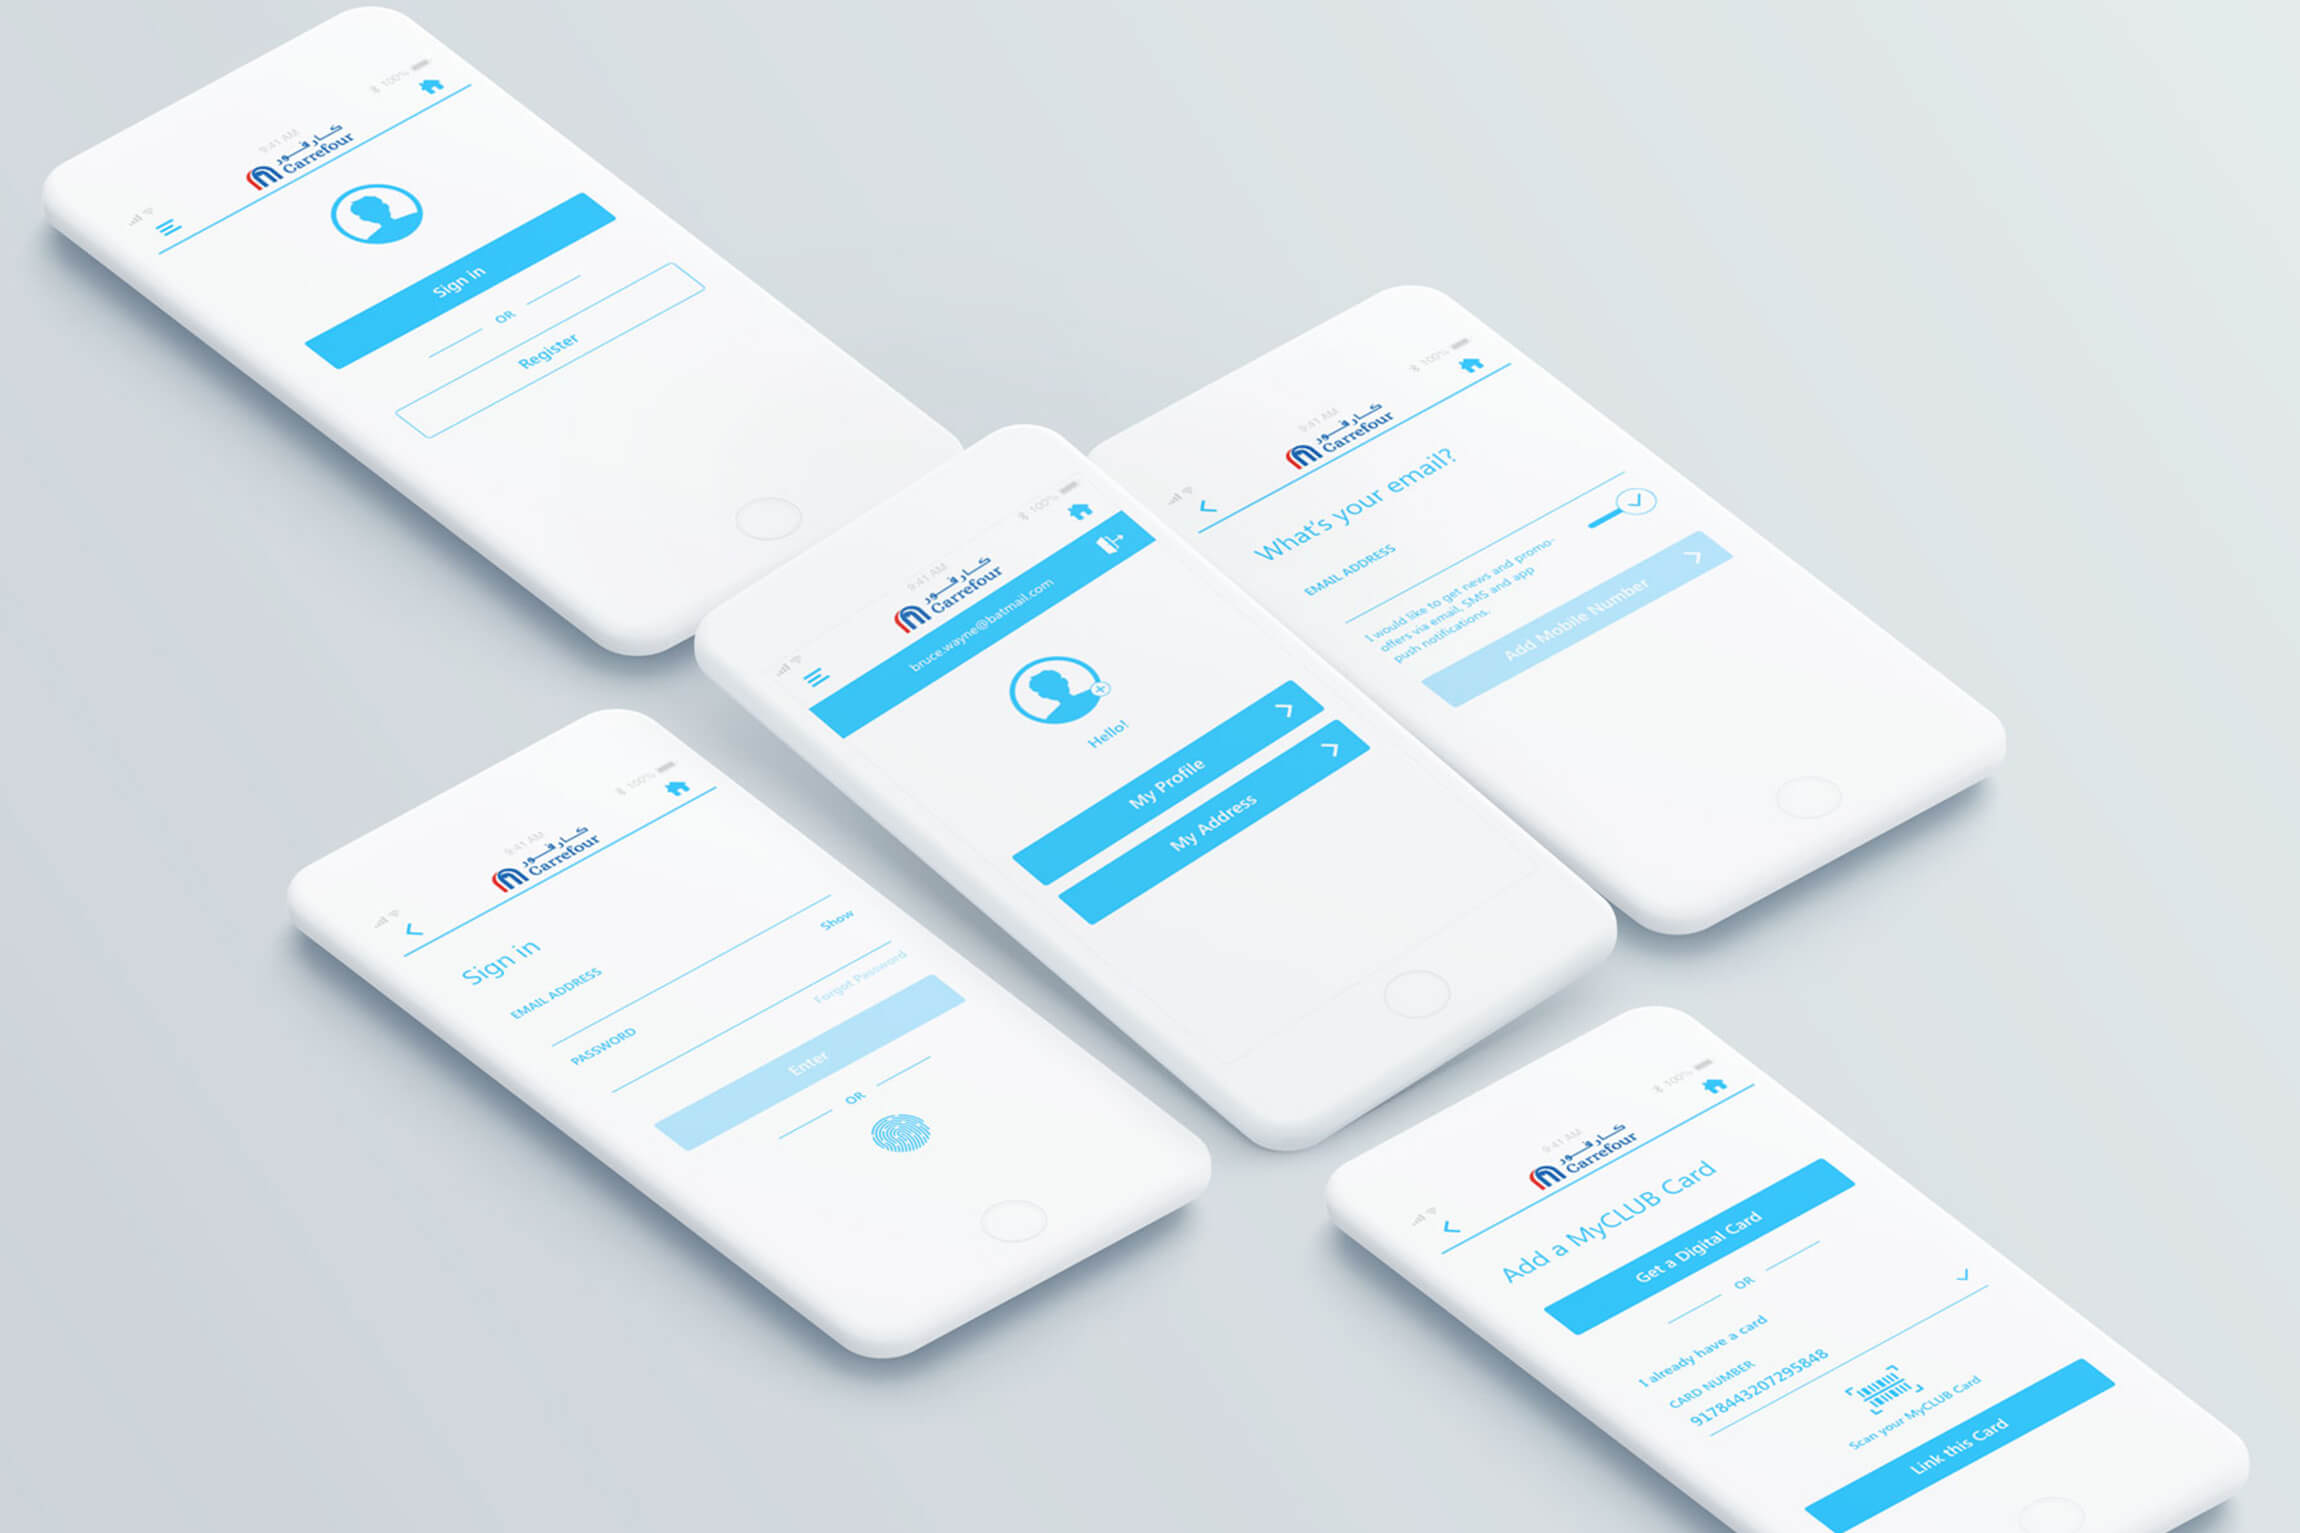 100%
9:41 AM
كارفور
Carrefour
Sign in
OR
Register
100%
9:41 AM
كارفور
Carrefour
What's your email?
EMAIL ADDRESS
I would like to get news and promo-
offers via email, SMS and app
push notifications.
Add Mobile Number
100%
9:41 AM
كارفور
Carrefour
bruce.wayne@batmail.com
Hello!
My Profile
My Address
100%
9:41 AM
كارفور
Carrefour
Sign in
EMAIL ADDRESS
Show
PASSWORD
Forgot Password
Enter
OR
100%
9:41 AM
كارفور
Carrefour
Add a MyCLUB Card
Get a Digital Card
OR
I already have a card
CARD NUMBER
9178443207295848
Scan your MyCLUB Card
Link this Card